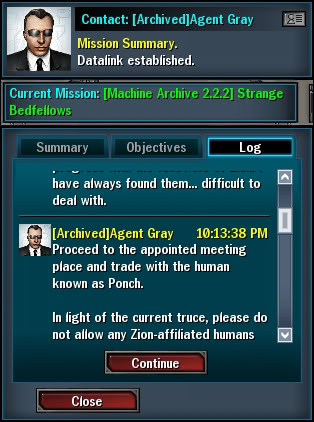 Contact: [Archived]Agent Gray
Mission Summary.
Datalink established.
Current Mission: [Machine Archive 2.2.2] Strange
Bedfellows
Summary Objectives Log
have always found them... difficult to
deal with.
[Archived]Agent Gray 10:13:38 PM
Proceed to the appointed meeting
place and trade with the human
known as Ponch.
In light of the current truce, please do
not allow any Zion-affiliated humans
Continue
Close